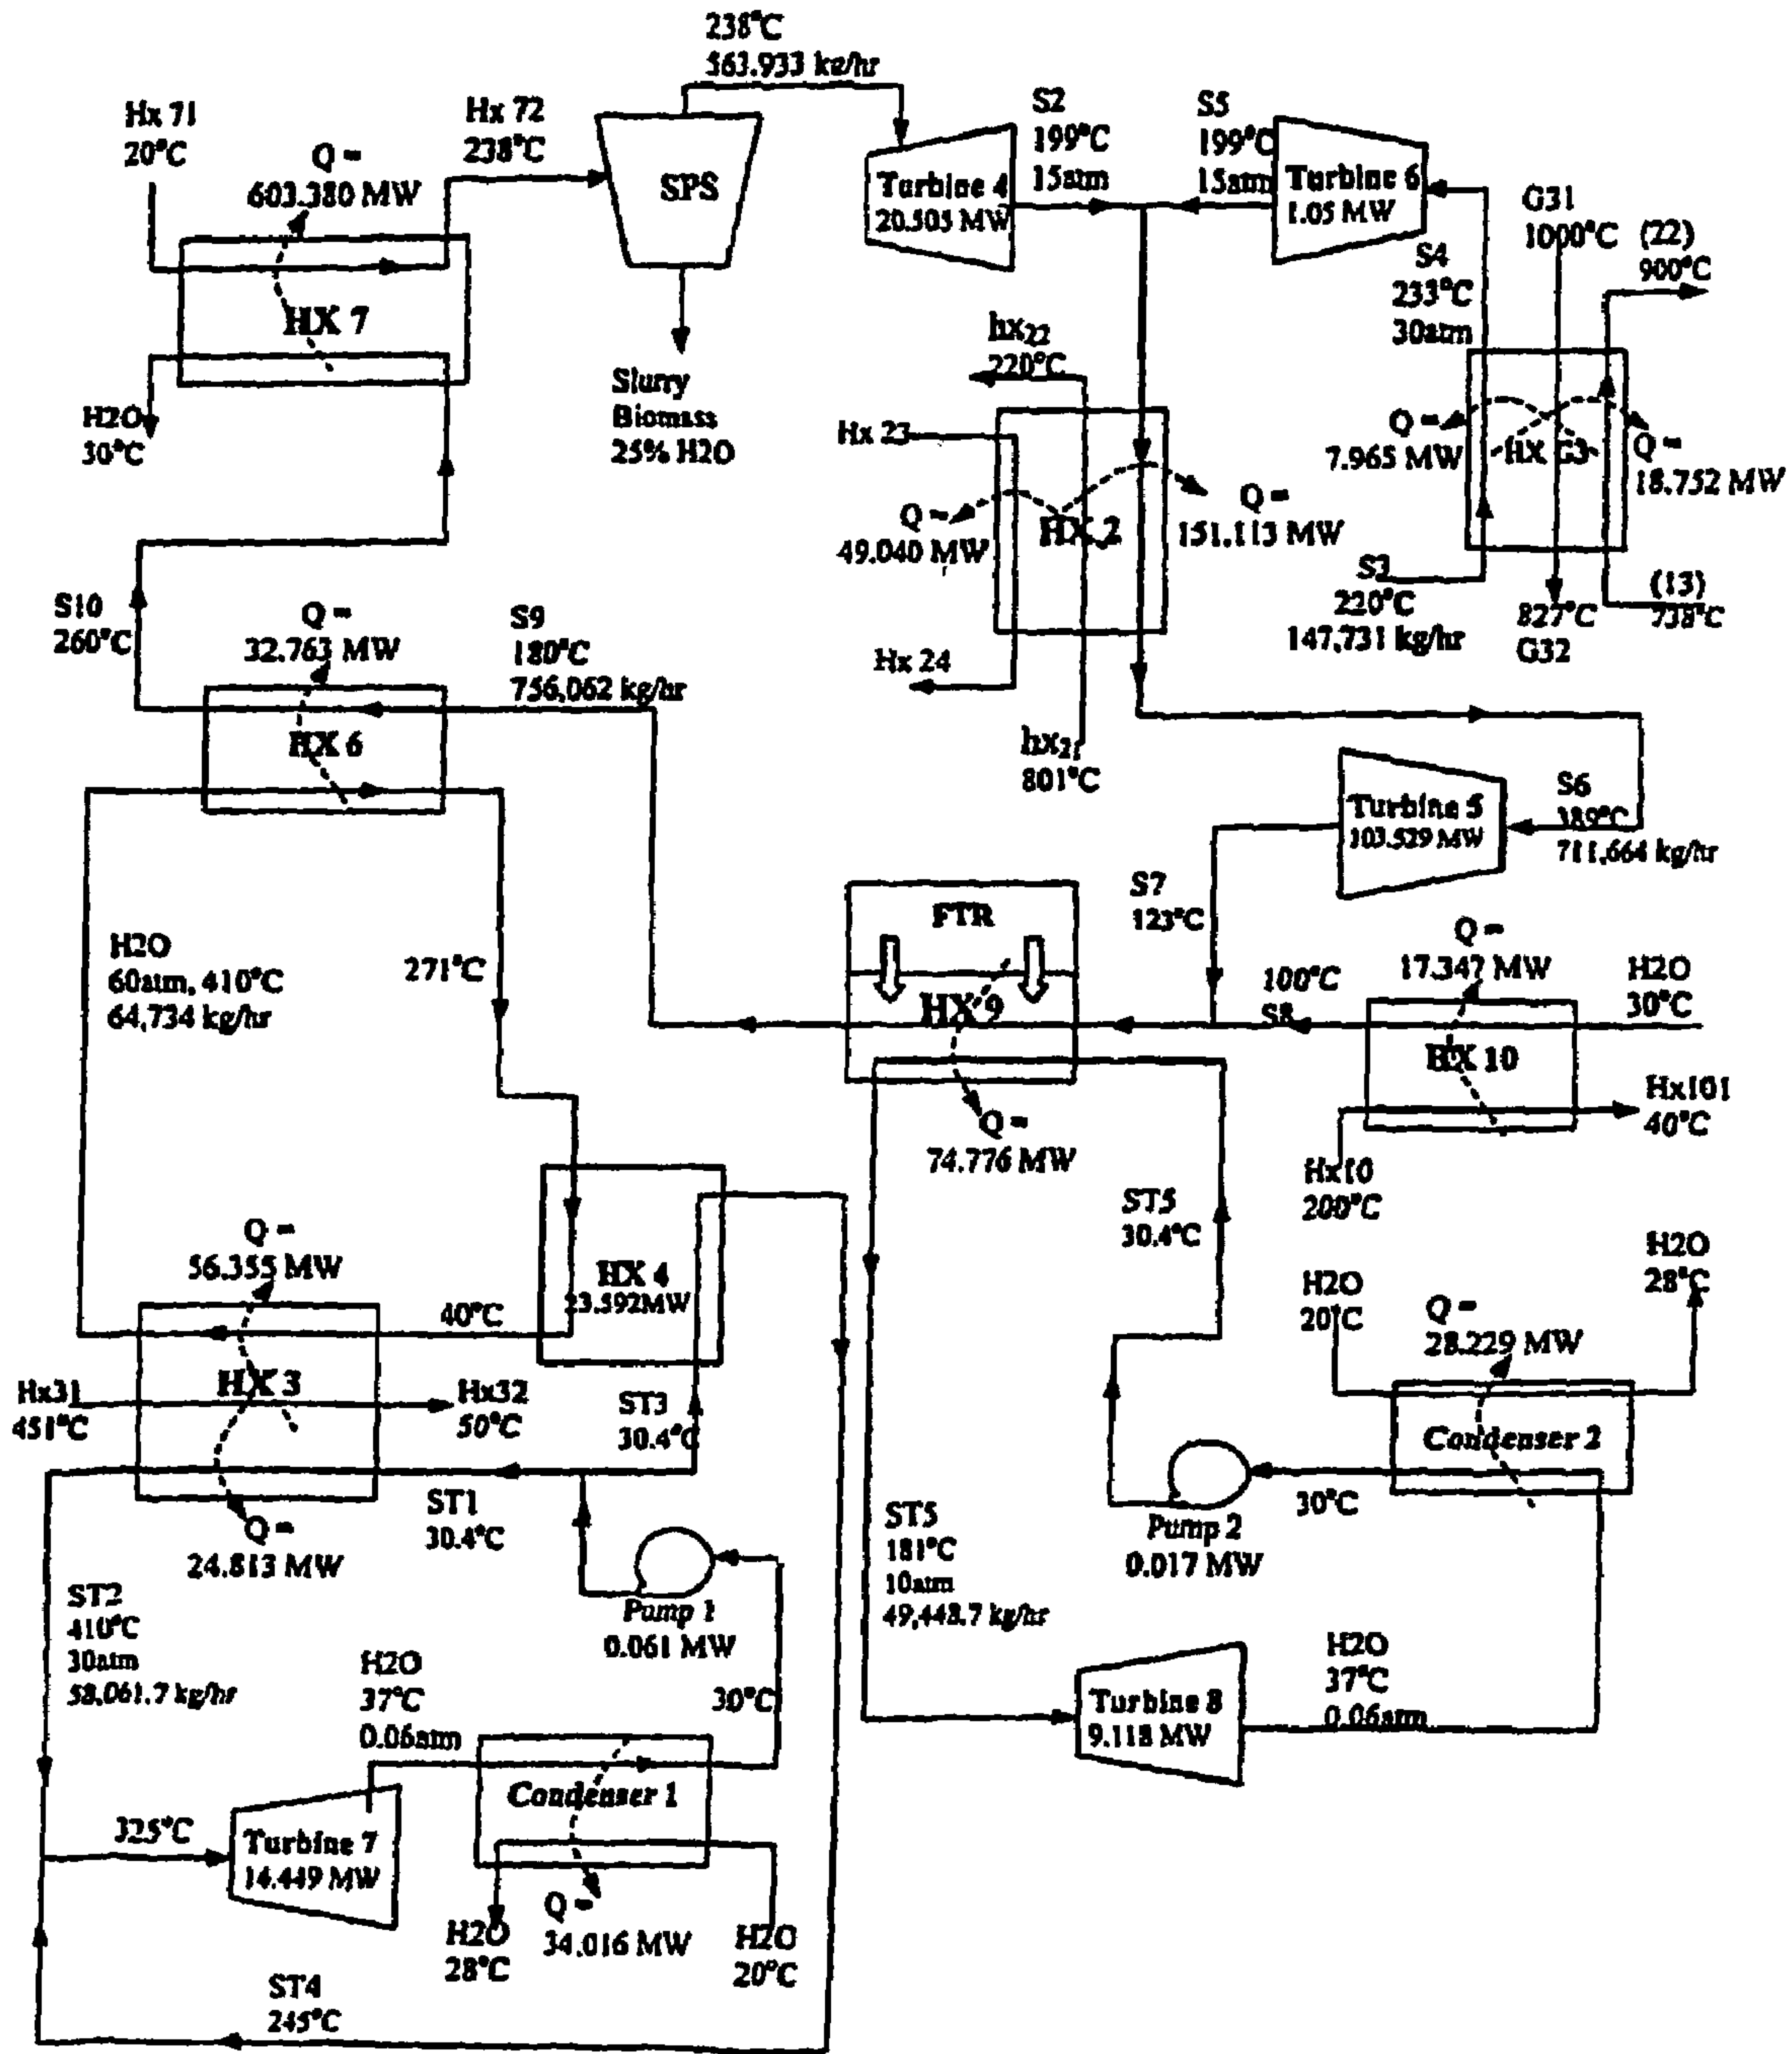 238°C
563.933 kg/hr
Hx 71
20°C
Q =
603.380 MW
Hx 72
238°C
SPS
Turbine 4
20.505 MW
S2
199°C
15atm
S5
199°C
15atm
Turbine 6
1.05 MW
G31
1000°C
(22)
900°C
S4
233°C
30atm
HX 7
H2O
30°C
Slurry
Biomass
25% H2O
hx22
220°C
Hx 23
Q =
49.040 MW
HX 2
Q =
151.113 MW
Q =
7.965 MW
HX G3
Q =
18.752 MW
S3
220°C
147,731 kg/hr
827°C
G32
(13)
738°C
Hx 24
hx21
801°C
S10
260°C
Q =
32.763 MW
S9
180°C
756,062 kg/hr
HX 6
Turbine 5
103.529 MW
S6
389°C
711,664 kg/hr
S7
123°C
FTR
HX 9
Q =
74.776 MW
100°C
S8
Q =
17.347 MW
H2O
30°C
HX 10
Hx101
40°C
Hx10
200°C
H2O
60atm, 410°C
64,734 kg/hr
271°C
ST5
30.4°C
Q =
56.355 MW
HX 4
23.592MW
40°C
HX 3
Hx31
451°C
Hx32
50°C
ST3
30.4°C
H2O
20°C
Q =
28.229 MW
H2O
28°C
Condenser 2
30°C
Pump 2
0.017 MW
ST1
30.4°C
Q =
24.813 MW
Pump 1
0.061 MW
ST2
410°C
30atm
58,061.7 kg/hr
H2O
37°C
0.06atm
30°C
ST5
181°C
10atm
49,448.7 kg/hr
Turbine 8
9.118 MW
H2O
37°C
0.06atm
Condenser 1
325°C
Turbine 7
14.449 MW
H2O
28°C
Q =
34.016 MW
H2O
20°C
ST4
245°C